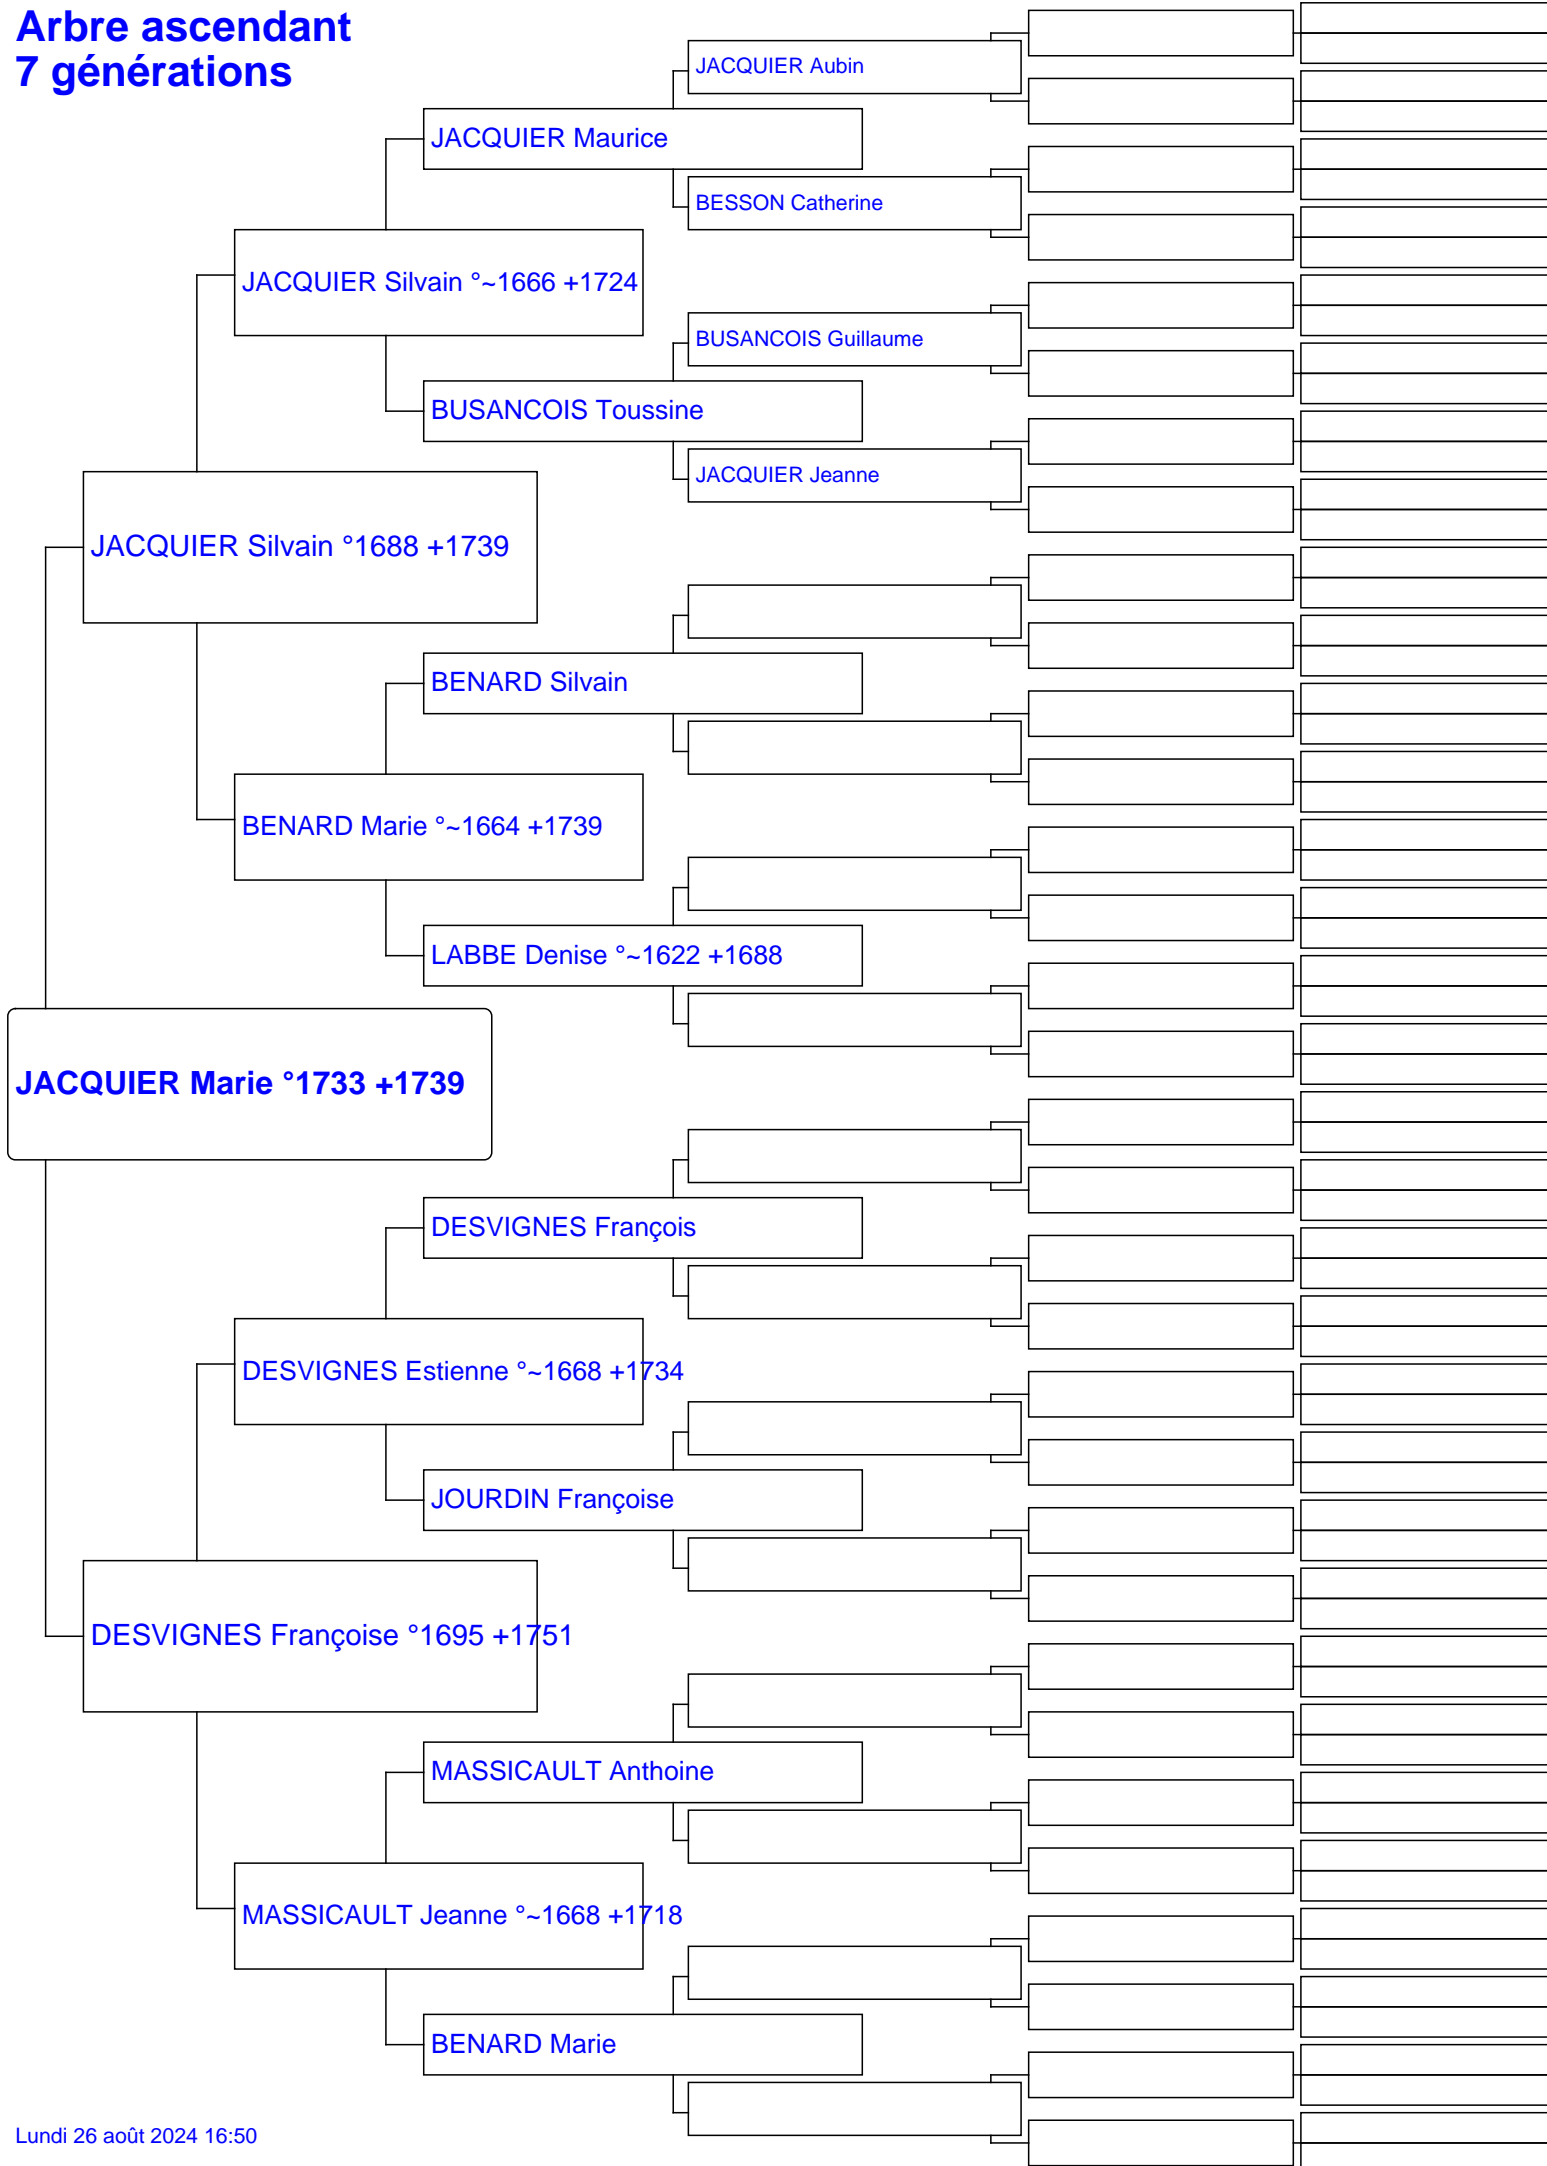 Arbre ascendant
7 générations
JACQUIER Aubin
JACQUIER Maurice
BESSON Catherine
JACQUIER Silvain °~1666 +1724
BUSANCOIS Guillaume
BUSANCOIS Toussine
JACQUIER Jeanne
JACQUIER Silvain °1688 +1739
BENARD Silvain
BENARD Marie °~1664 +1739
LABBE Denise °~1622 +1688
JACQUIER Marie °1733 +1739
DESVIGNES François
DESVIGNES Estienne °~1668 +1734
JOURDIN Françoise
DESVIGNES Françoise °1695 +1751
MASSICAULT Anthoine
MASSICAULT Jeanne °~1668 +1718
BENARD Marie
Lundi 26 août 2024 16:50